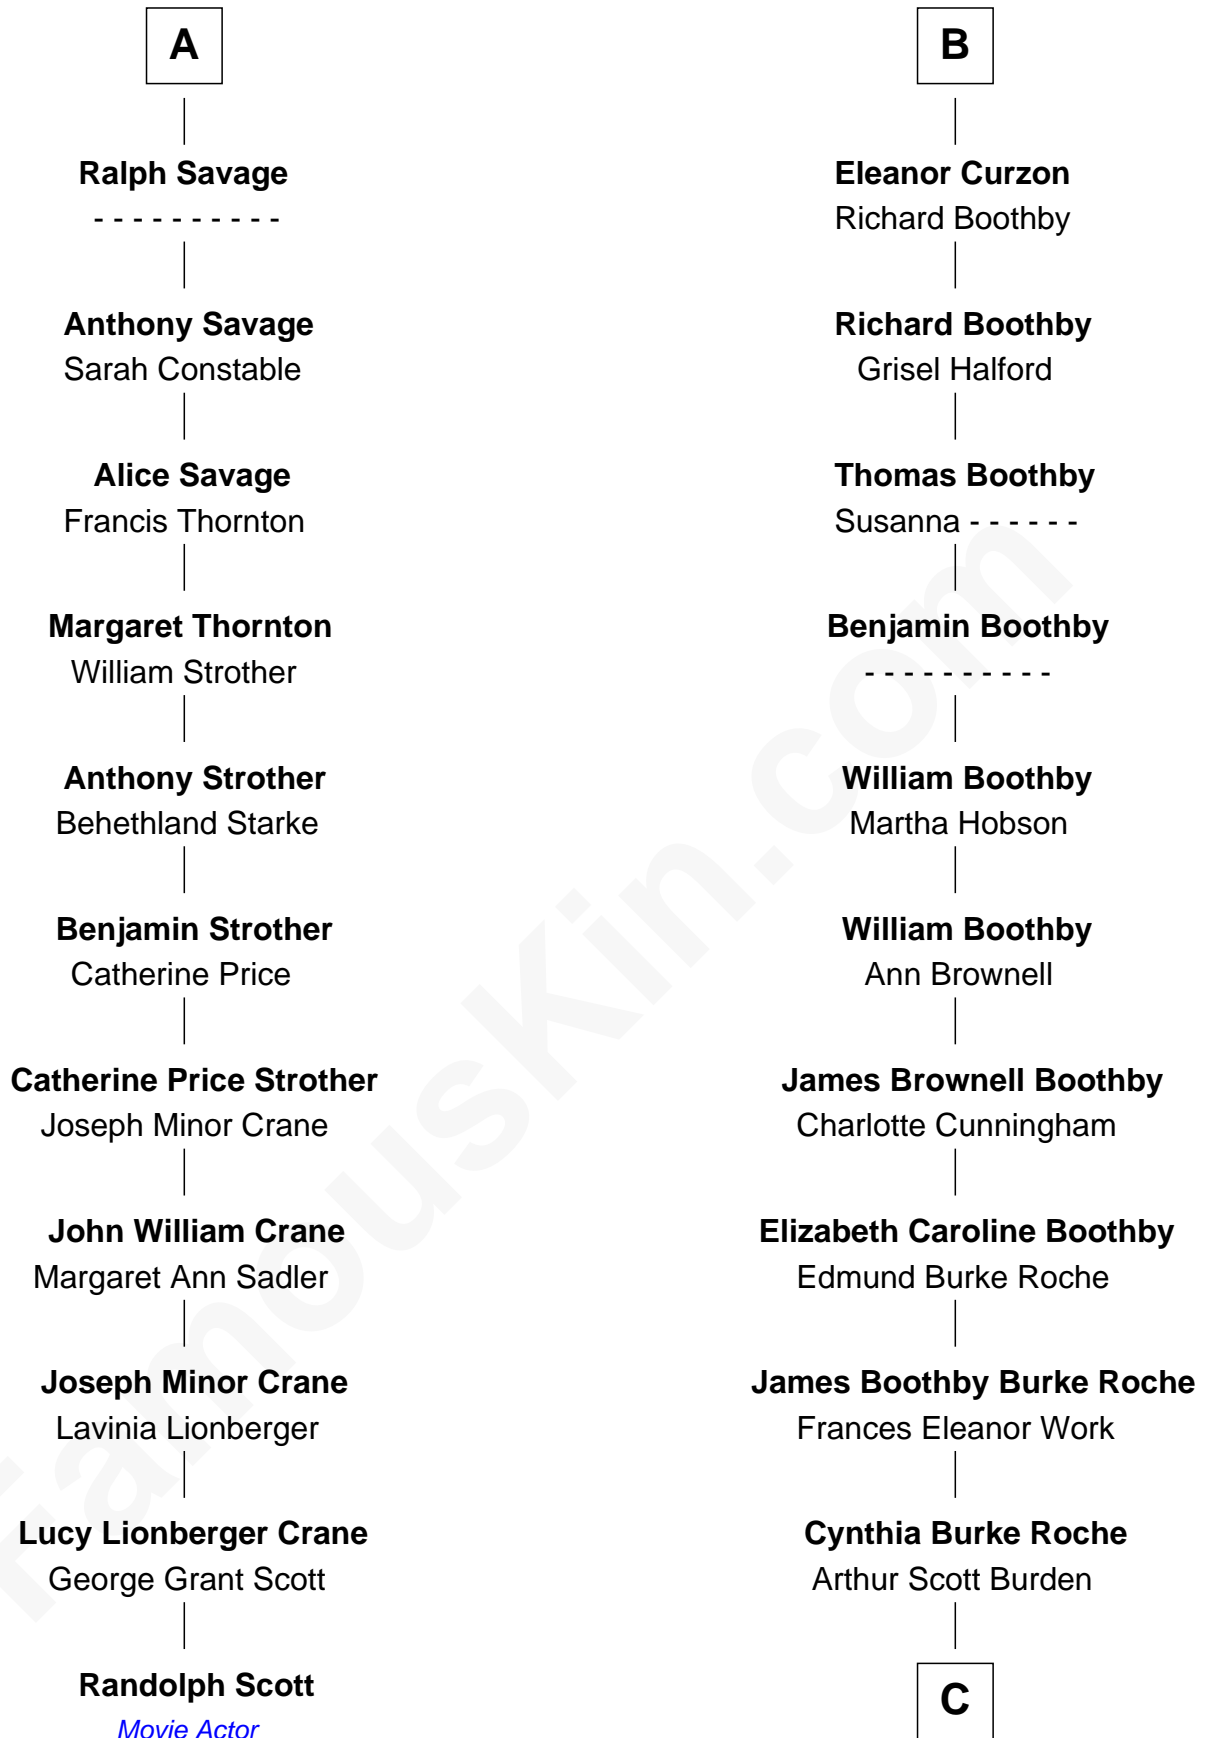 A
Ralph Savage
- - - - - - - - - -
Anthony Savage
Sarah Constable
Alice Savage
Francis Thornton
Margaret Thornton
William Strother
Anthony Strother
Behethland Starke
Benjamin Strother
Catherine Price
Catherine Price Strother
Joseph Minor Crane
John William Crane
Margaret Ann Sadler
Joseph Minor Crane
Lavinia Lionberger
Lucy Lionberger Crane
George Grant Scott
Randolph Scott
Movie Actor
B
Eleanor Curzon
Richard Boothby
Richard Boothby
Grisel Halford
Thomas Boothby
Susanna - - - - - -
Benjamin Boothby
- - - - - - - - - -
William Boothby
Martha Hobson
William Boothby
Ann Brownell
James Brownell Boothby
Charlotte Cunningham
Elizabeth Caroline Boothby
Edmund Burke Roche
James Boothby Burke Roche
Frances Eleanor Work
Cynthia Burke Roche
Arthur Scott Burden
C
FamousKin.com